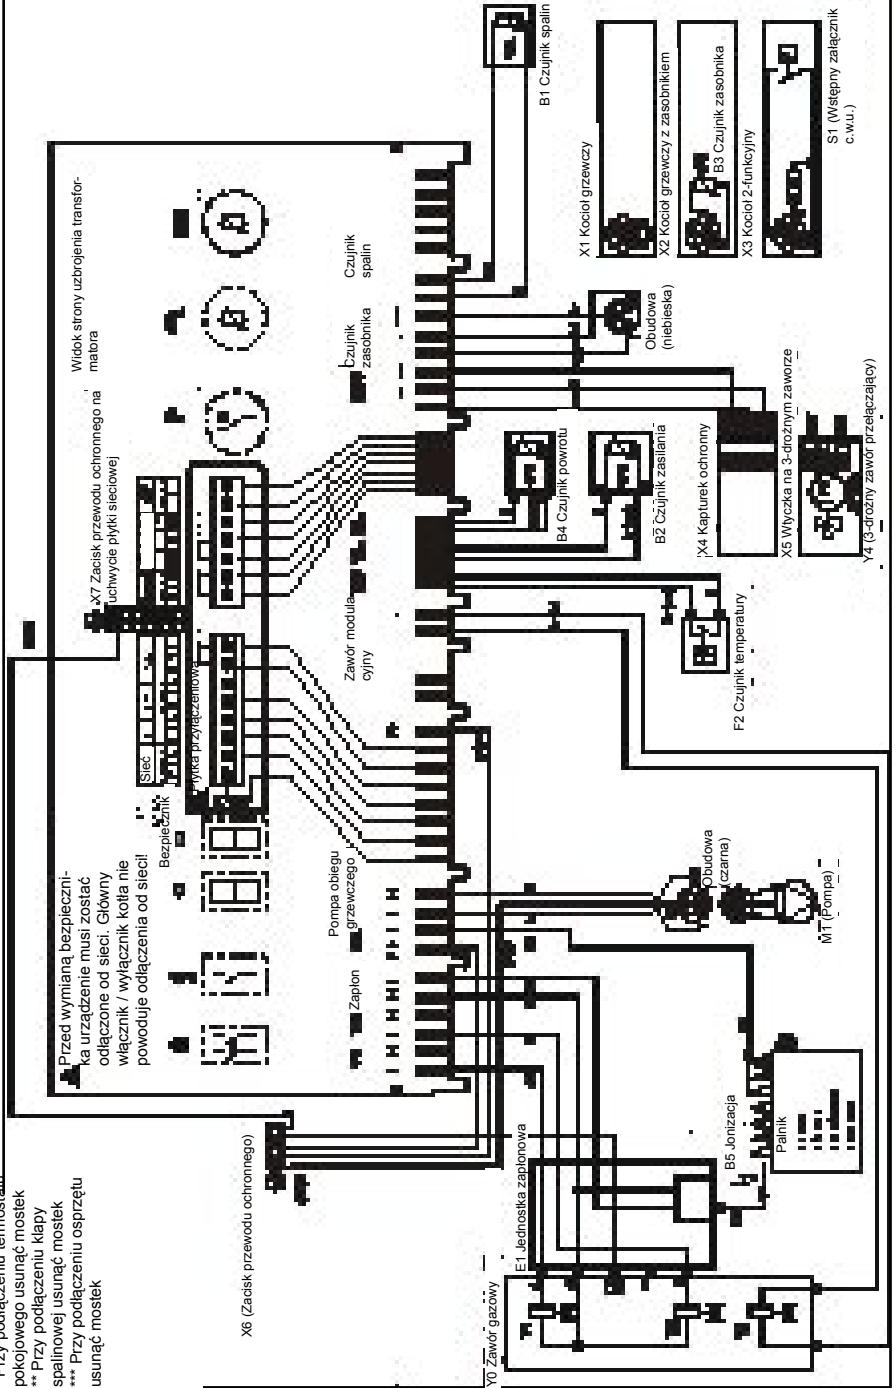 Przy podłączeniu termostatu
pokojowego usunąć mostek
** Przy podłączeniu klapy
spalinowej usunąć mostek
*** Przy podłączeniu osprzętu
usunąć mostek
Przed wymianą bezpieczni-
ka urządzenie musi zostać
odłączone od sieci. Główny
włącznik / wyłącznik kotła nie
powoduje odłączenia od sieci!
Bezpiecznik
Sieć
Płytka przyłączeniowa
X7 Zacisk przewodu ochronnego na
uchwycie płytki sieciowej
Widok strony uzbrojenia transfor-
matora
Zapłon
Pompa obiegu
grzewczego
Zawór modula
cyjny
Czujnik
zasobnika
Czujnik
spalin
X6 (Zacisk przewodu ochronnego)
Y0 Zawór gazowy
E1 Jednostka zapłonowa
B5 Jonizacja
Palnik
M1 (Pompa)
Obudowa
(czarna)
F2 Czujnik temperatury
B4 Czujnik powrotu
B2 Czujnik zasilania
X4 Kapturek ochronny
X5 Wtyczka na 3-drożnym zaworze
Y4 (3-drożny zawór przełączający)
Obudowa
(niebieska)
X1 Kocioł grzewczy
X2 Kocioł grzewczy z zasobnikiem
B3 Czujnik zasobnika
X3 Kocioł 2-funkcyjny
S1 (Wstępny załącznik
c.w.u.)
B1 Czujnik spalin